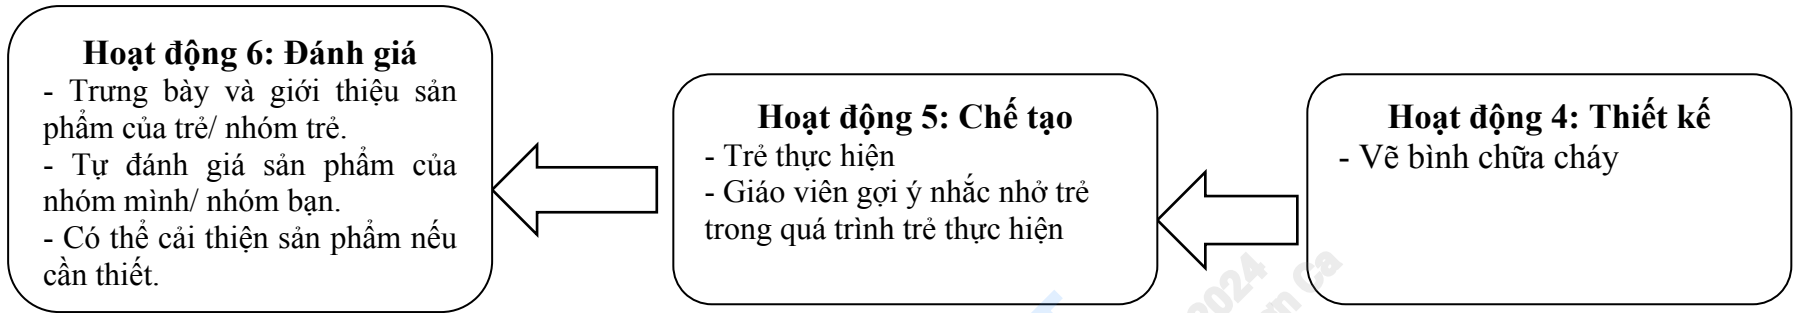 Hoạt động 6: Đánh giá
- Trưng bày và giới thiệu sản
phẩm của trẻ/ nhóm trẻ.
- Tự đánh giá sản phẩm của
nhóm mình/ nhóm bạn.
- Có thể cải thiện sản phẩm nếu
cần thiết.
Hoạt động 5: Chế tạo
- Trẻ thực hiện
- Giáo viên gợi ý nhắc nhở trẻ
trong quá trình trẻ thực hiện
Hoạt động 4: Thiết kế
- Vẽ bình chữa cháy
2024
Ca